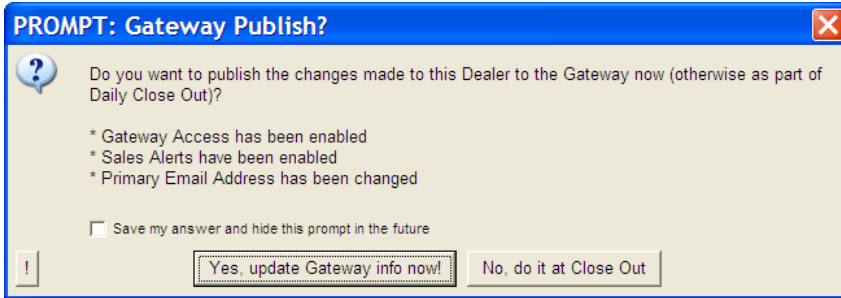 PROMPT: Gateway Publish?
Do you want to publish the changes made to this Dealer to the Gateway now (otherwise as part of
Daily Close Out)?
* Gateway Access has been enabled
* Sales Alerts have been enabled
* Primary Email Address has been changed
Save my answer and hide this prompt in the future
! Yes, update Gateway info now! No, do it at Close Out